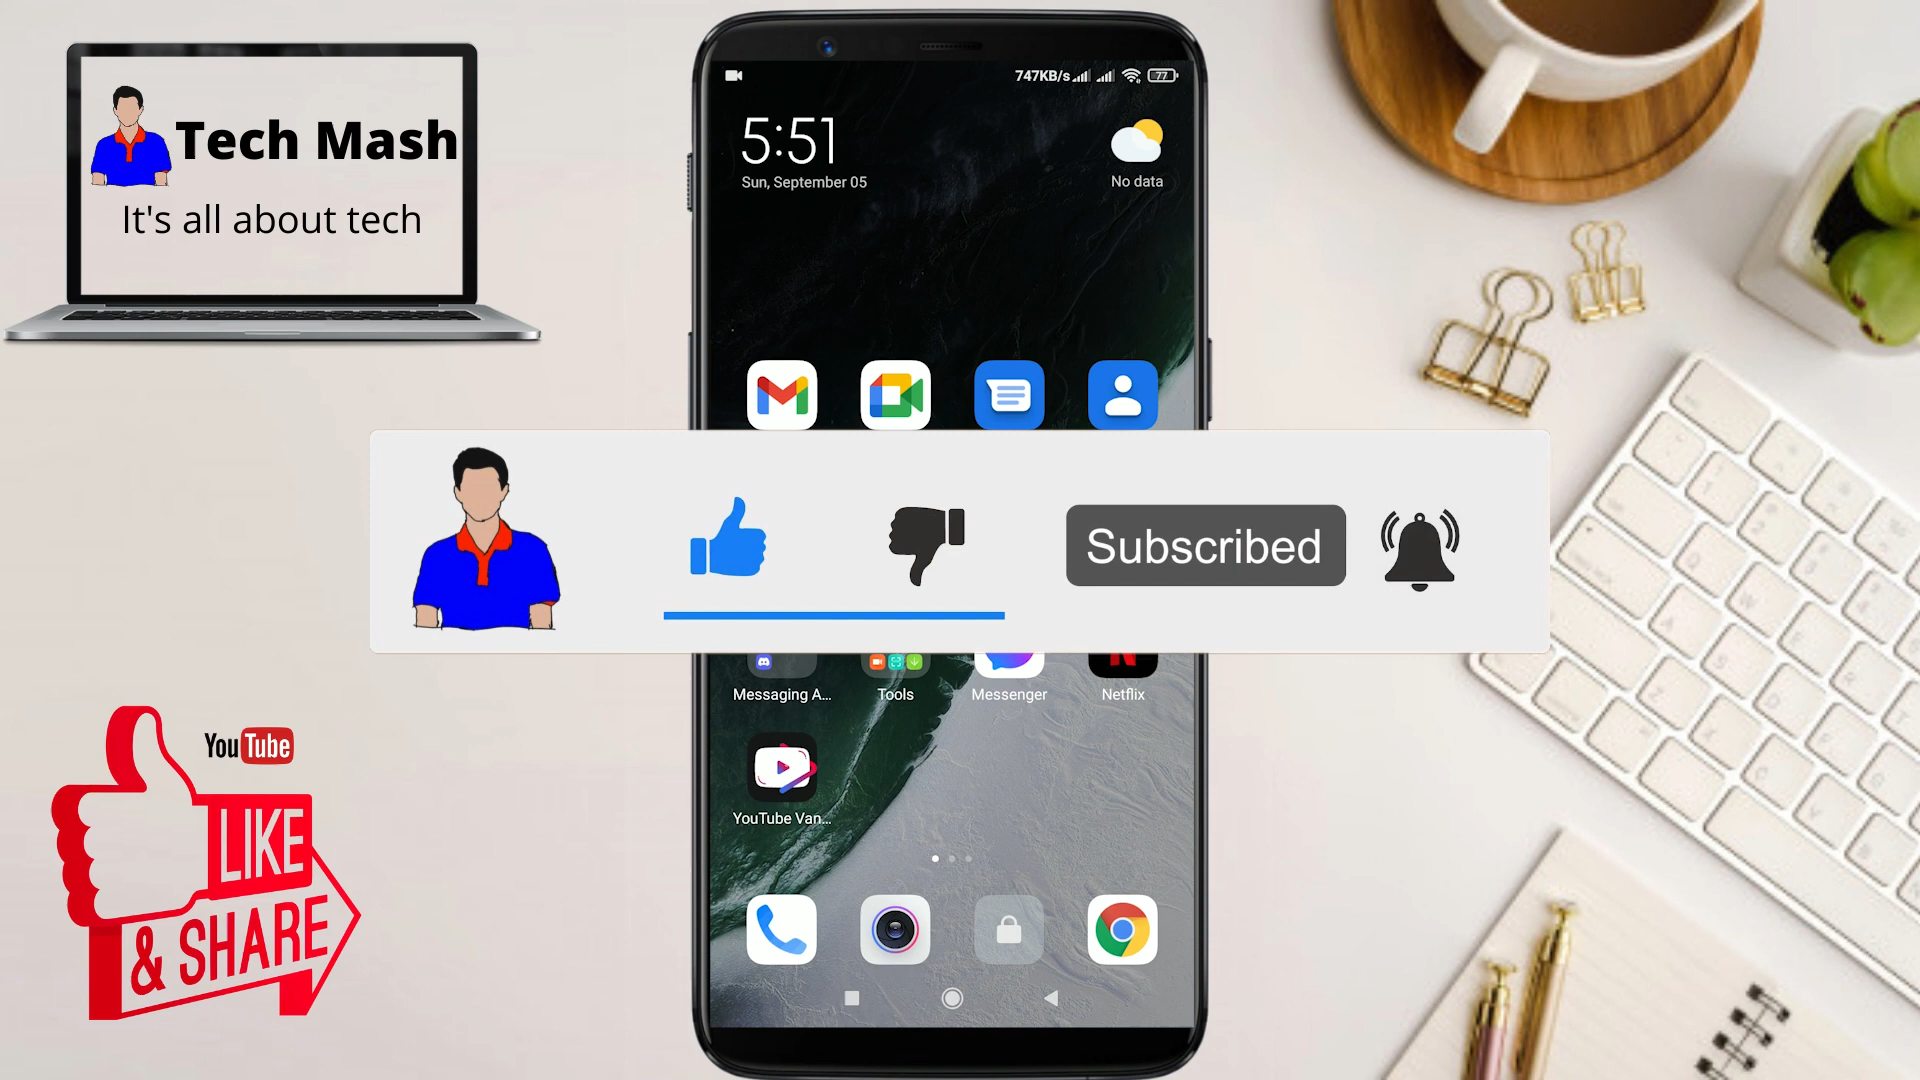 Tech Mash
It's all about tech
747KB/s
77
5:51
Sun, September 05
No data
Subscribed
Messaging A...
Tools
Messenger
Netflix
YouTube Van...
YouTube
LIKE
& SHARE